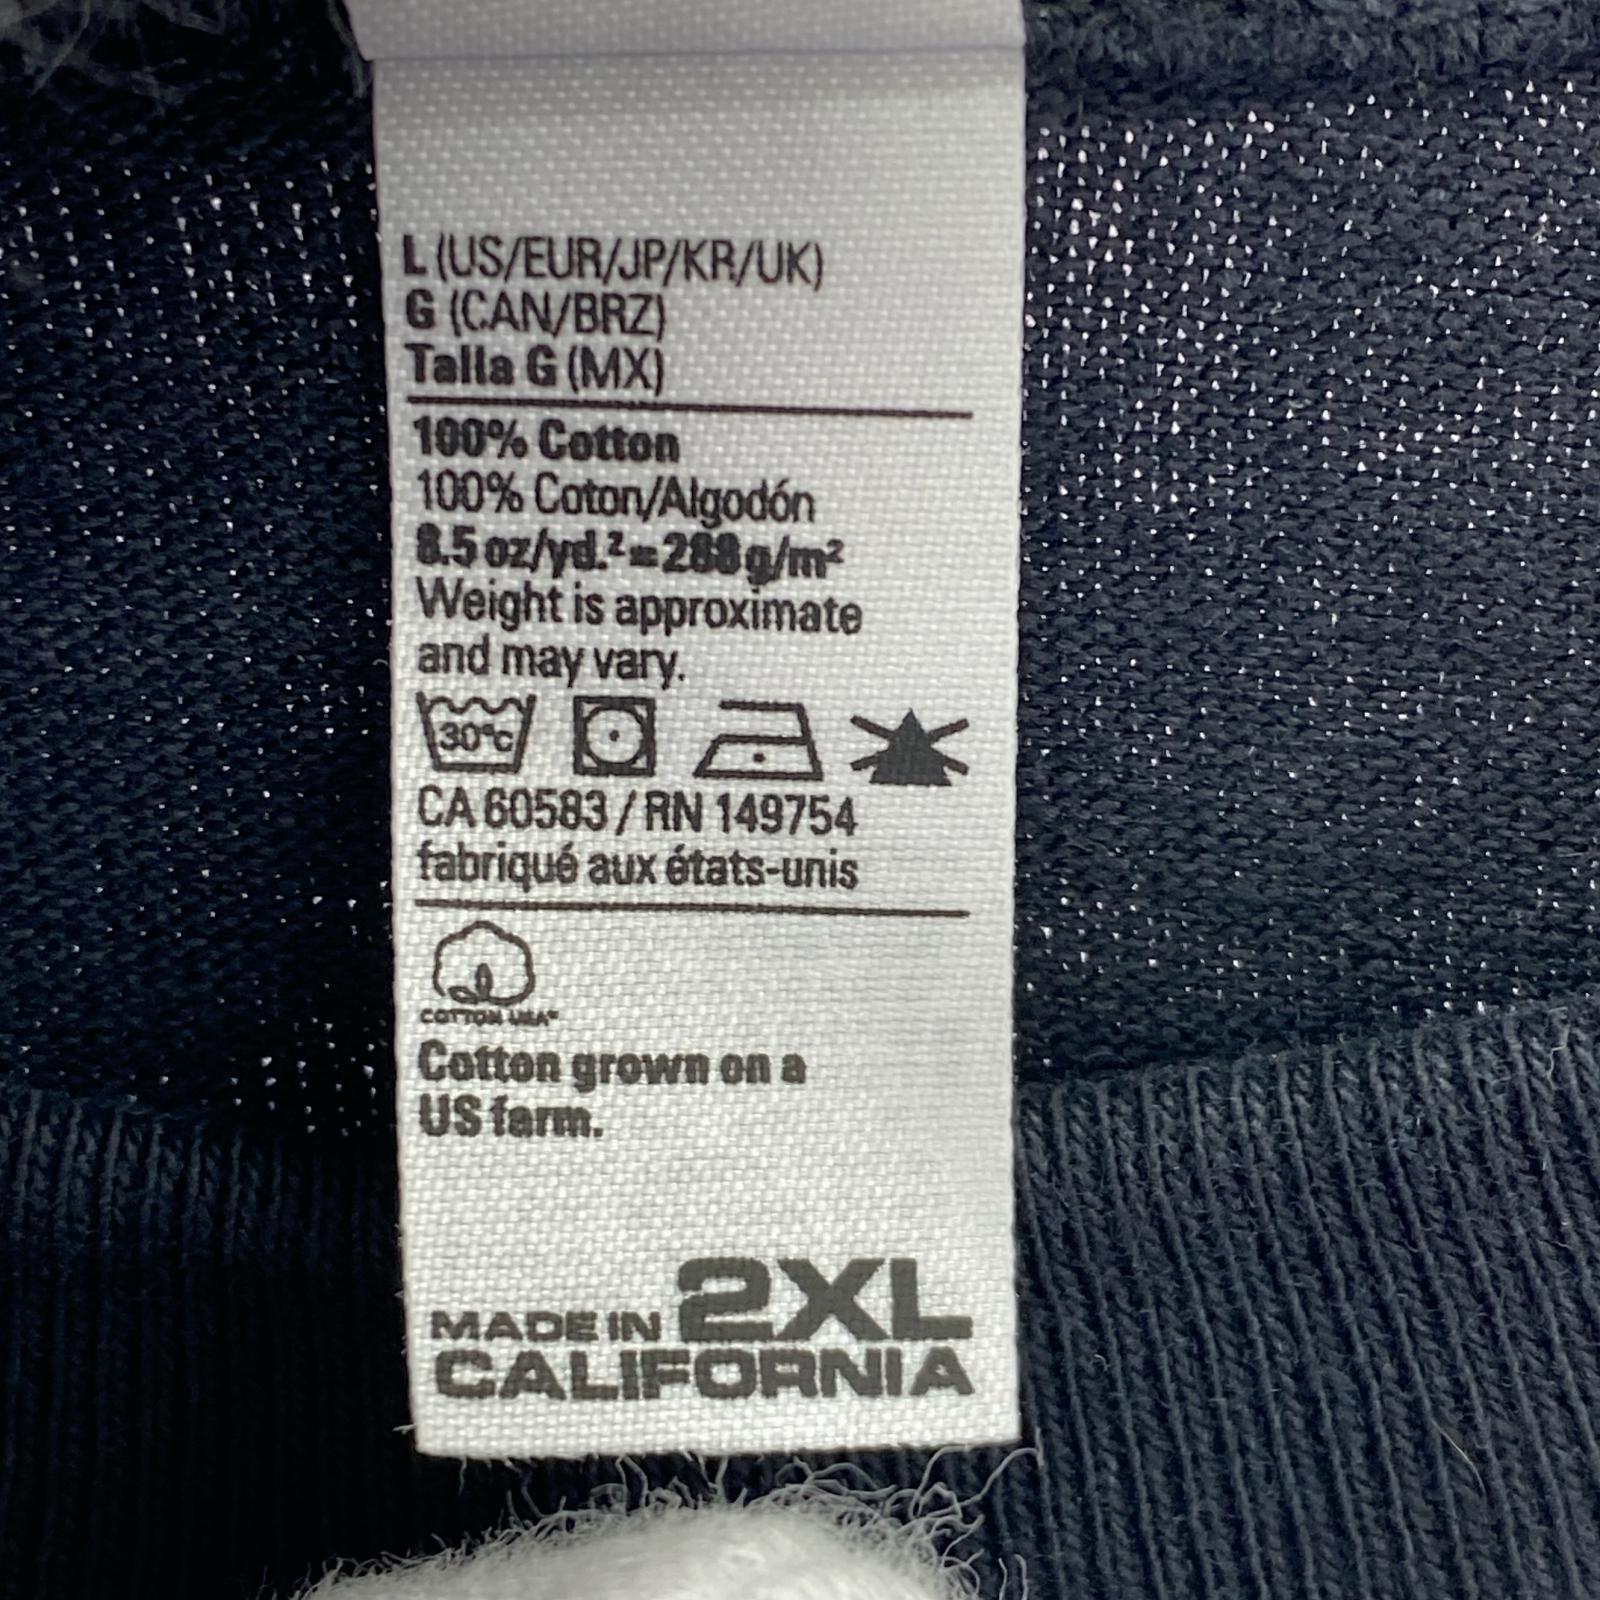 L (US/EUR/JP/KR/UK)
G (CAN/BRZ)
Talla G (MX)
100% Cotton
100% Coton/Algodón
8.5 oz/yd.² = 288 g/m²
Weight is approximate
and may vary.
30°C
CA 60583 / RN 149754
fabriqué aux états-unis
COTTON USA
Cotton grown on a
US farm.
MADE IN 2XL
CALIFORNIA